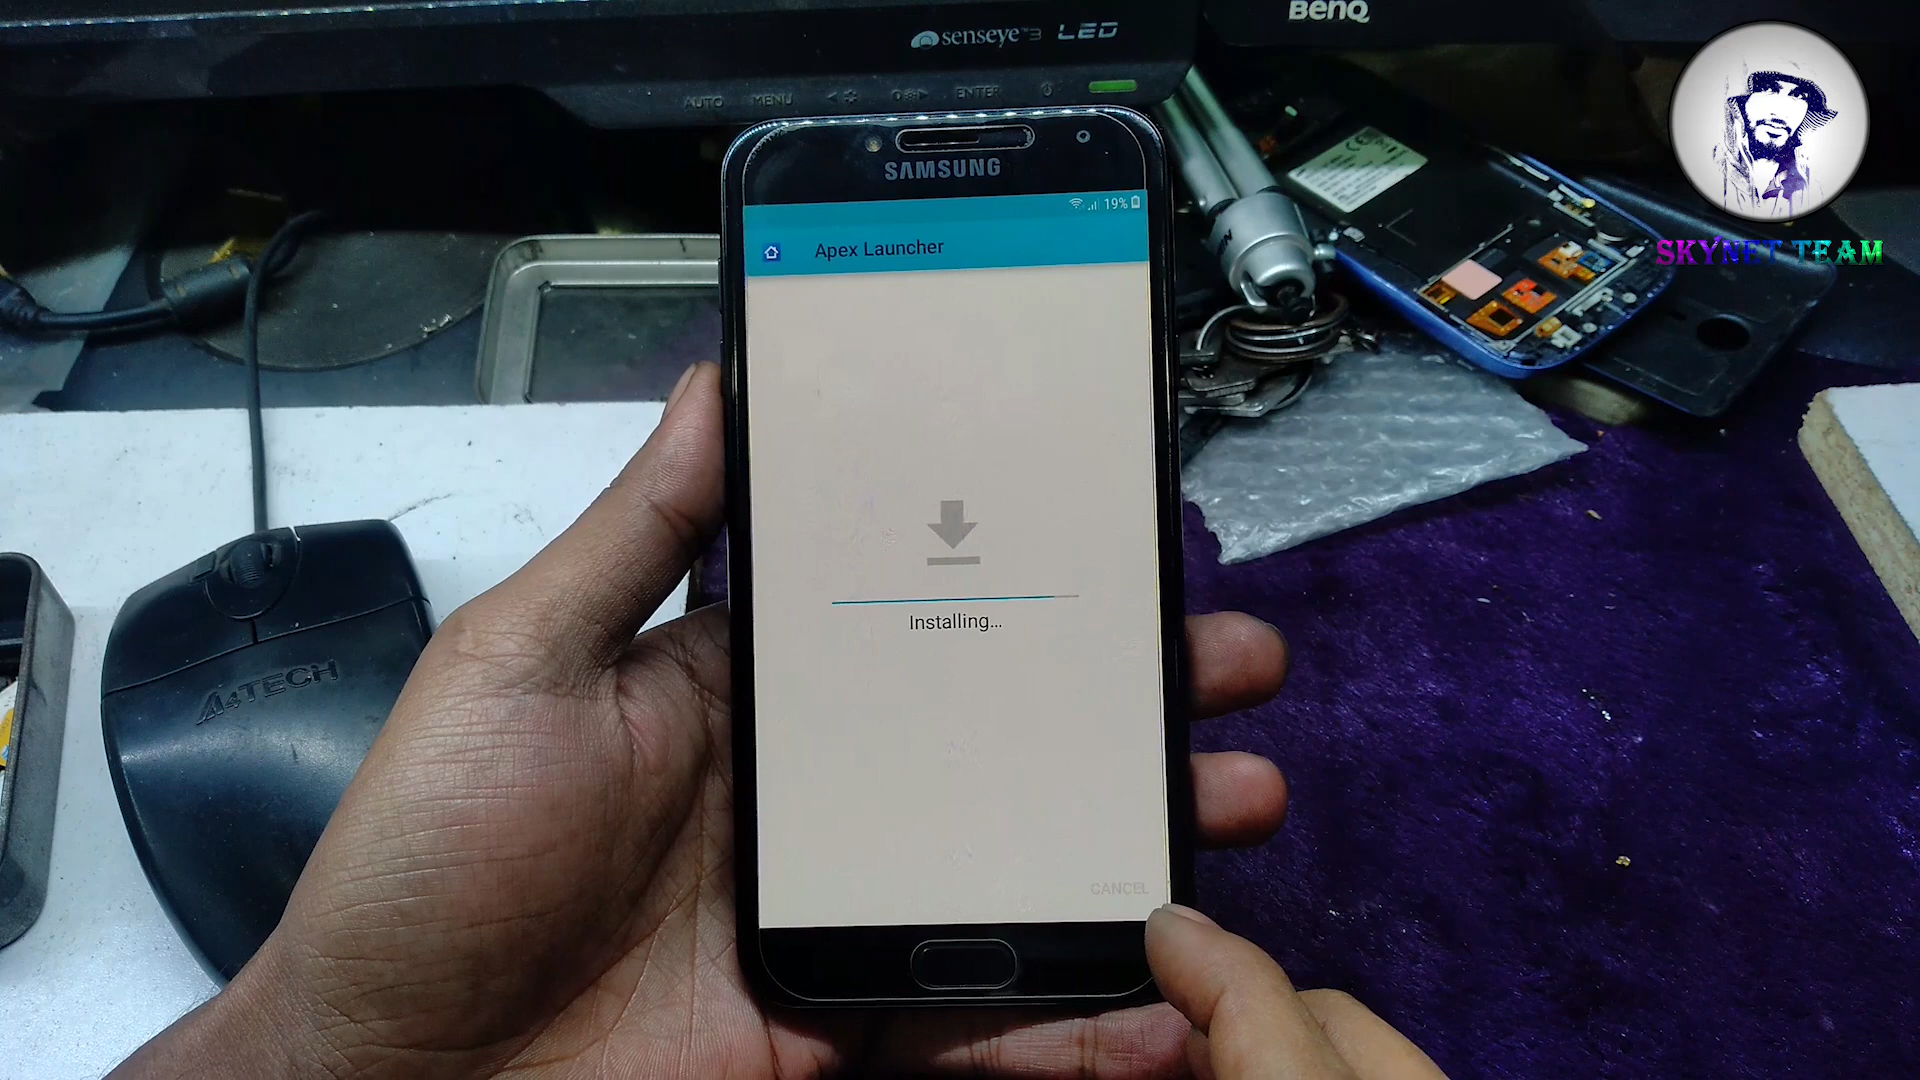 BenQ
senseye 3 LED
AUTO MENU ENTER
SAMSUNG
19%
Apex Launcher
SKYNET TEAM
Installing...
A4TECH
CANCEL